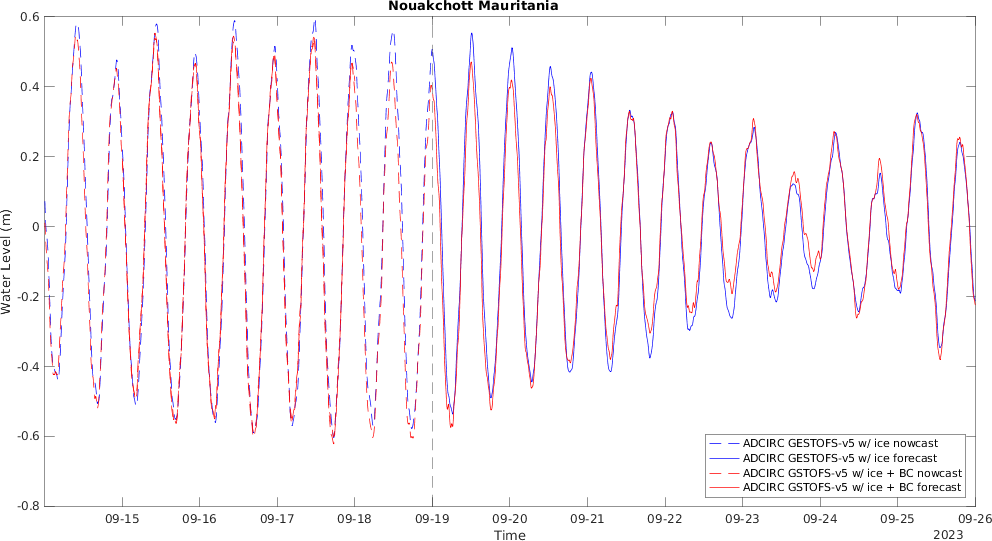 Nouakchott Mauritania
0.6
0.4
0.2
0
-0.2
-0.4
-0.6
-0.8
Water Level (m)
ADCIRC GESTOFS-v5 w/ ice nowcast
ADCIRC GESTOFS-v5 w/ ice forecast
ADCIRC GSTOFS-v5 w/ ice + BC nowcast
ADCIRC GSTOFS-v5 w/ ice + BC forecast
09-15 09-16 09-17 09-18 09-19 09-20 09-21 09-22 09-23 09-24 09-25 09-26
Time
2023